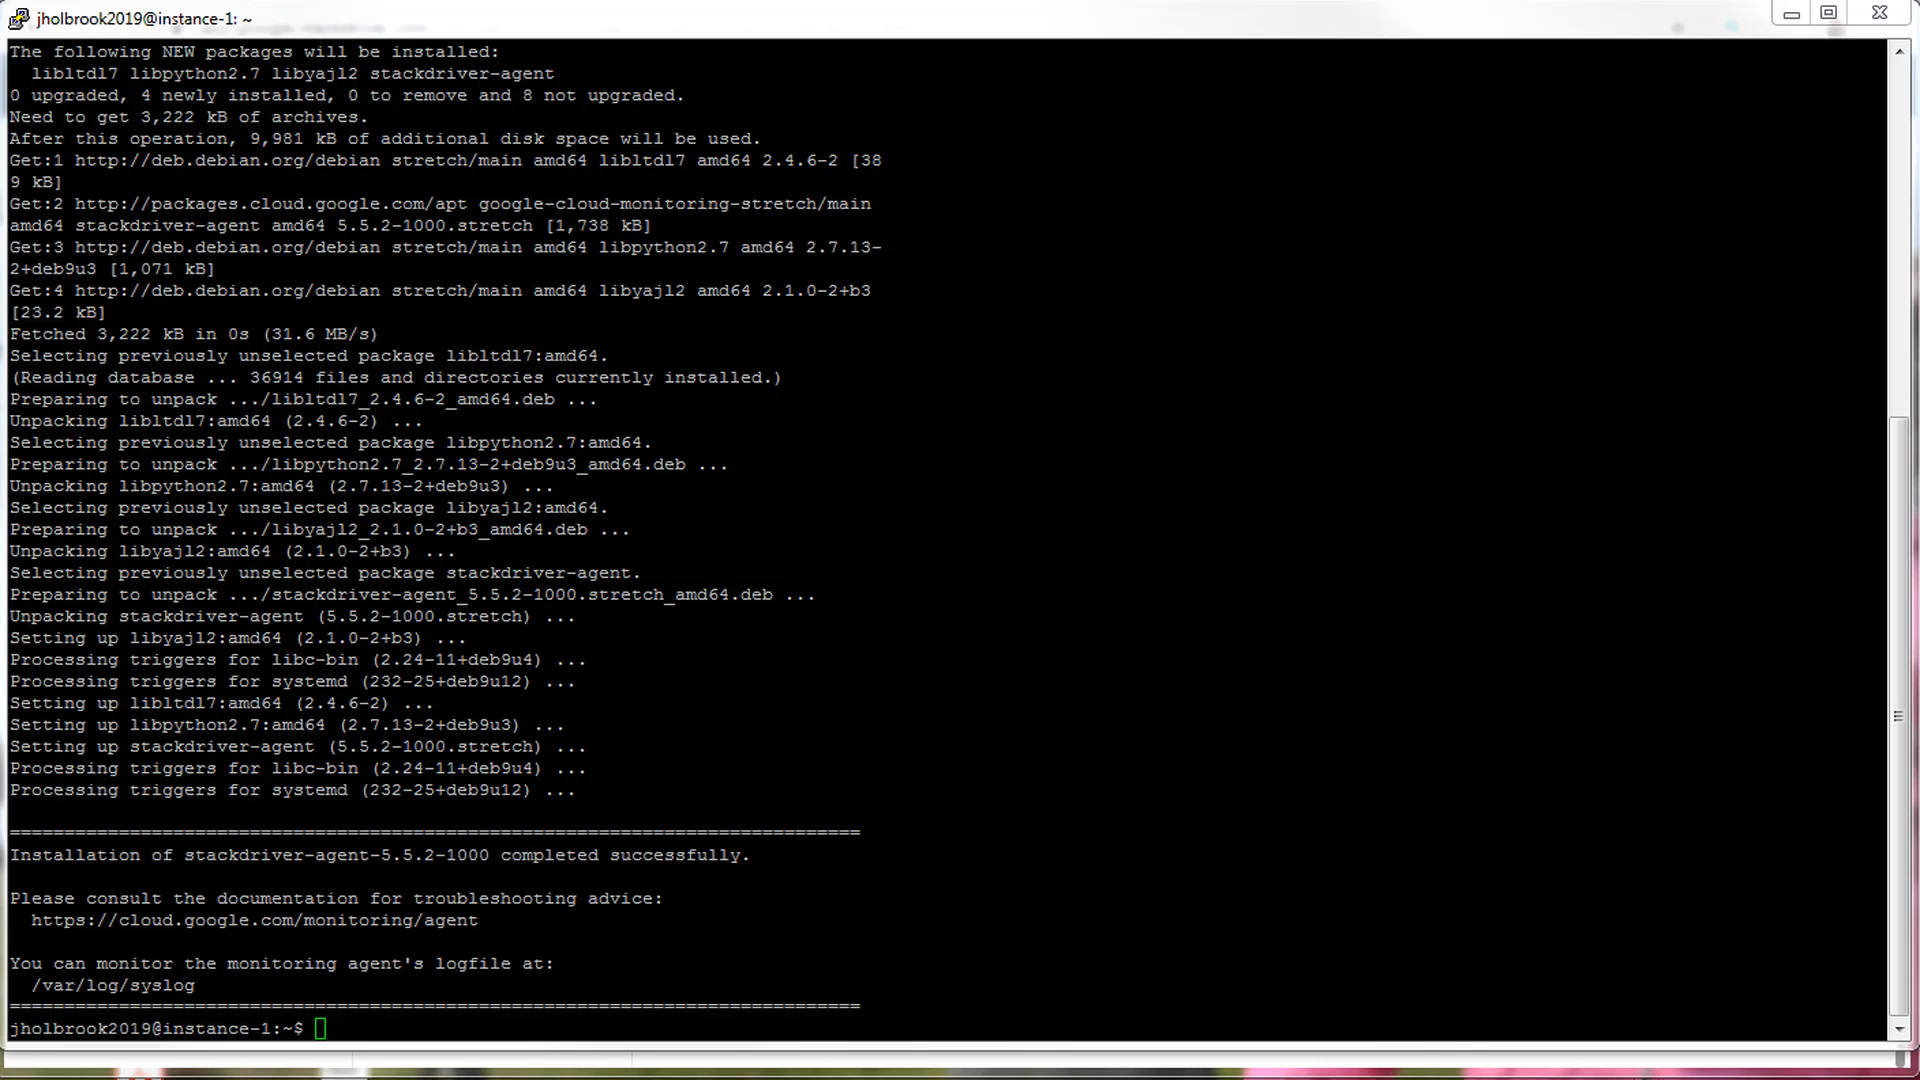 jholbrook2019@instance-1: ~
The following NEW packages will be installed:
  libltdl7 libpython2.7 libyajl2 stackdriver-agent
0 upgraded, 4 newly installed, 0 to remove and 8 not upgraded.
Need to get 3,222 kB of archives.
After this operation, 9,981 kB of additional disk space will be used.
Get:1 http://deb.debian.org/debian stretch/main amd64 libltdl7 amd64 2.4.6-2 [38
9 kB]
Get:2 http://packages.cloud.google.com/apt google-cloud-monitoring-stretch/main
amd64 stackdriver-agent amd64 5.5.2-1000.stretch [1,738 kB]
Get:3 http://deb.debian.org/debian stretch/main amd64 libpython2.7 amd64 2.7.13-
2+deb9u3 [1,071 kB]
Get:4 http://deb.debian.org/debian stretch/main amd64 libyajl2 amd64 2.1.0-2+b3
[23.2 kB]
Fetched 3,222 kB in 0s (31.6 MB/s)
Selecting previously unselected package libltdl7:amd64.
(Reading database ... 36914 files and directories currently installed.)
Preparing to unpack .../libltdl7_2.4.6-2_amd64.deb ...
Unpacking libltdl7:amd64 (2.4.6-2) ...
Selecting previously unselected package libpython2.7:amd64.
Preparing to unpack .../libpython2.7_2.7.13-2+deb9u3_amd64.deb ...
Unpacking libpython2.7:amd64 (2.7.13-2+deb9u3) ...
Selecting previously unselected package libyajl2:amd64.
Preparing to unpack .../libyajl2_2.1.0-2+b3_amd64.deb ...
Unpacking libyajl2:amd64 (2.1.0-2+b3) ...
Selecting previously unselected package stackdriver-agent.
Preparing to unpack .../stackdriver-agent_5.5.2-1000.stretch_amd64.deb ...
Unpacking stackdriver-agent (5.5.2-1000.stretch) ...
Setting up libyajl2:amd64 (2.1.0-2+b3) ...
Processing triggers for libc-bin (2.24-11+deb9u4) ...
Processing triggers for systemd (232-25+deb9u12) ...
Setting up libltdl7:amd64 (2.4.6-2) ...
Setting up libpython2.7:amd64 (2.7.13-2+deb9u3) ...
Setting up stackdriver-agent (5.5.2-1000.stretch) ...
Processing triggers for libc-bin (2.24-11+deb9u4) ...
Processing triggers for systemd (232-25+deb9u12) ...
==============================================================================
Installation of stackdriver-agent-5.5.2-1000 completed successfully.
Please consult the documentation for troubleshooting advice:
  https://cloud.google.com/monitoring/agent
You can monitor the monitoring agent's logfile at:
  /var/log/syslog
==============================================================================
jholbrook2019@instance-1:~$